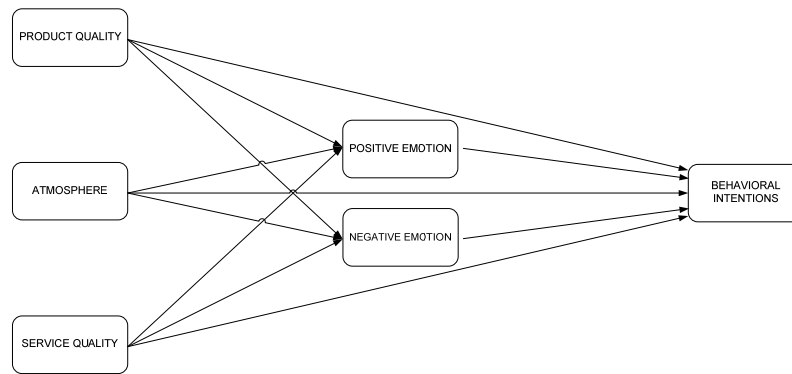 PRODUCT QUALITY
POSITIVE EMOTION
ATMOSPHERE
BEHAVIORAL
INTENTIONS
NEGATIVE EMOTION
SERVICE QUALITY